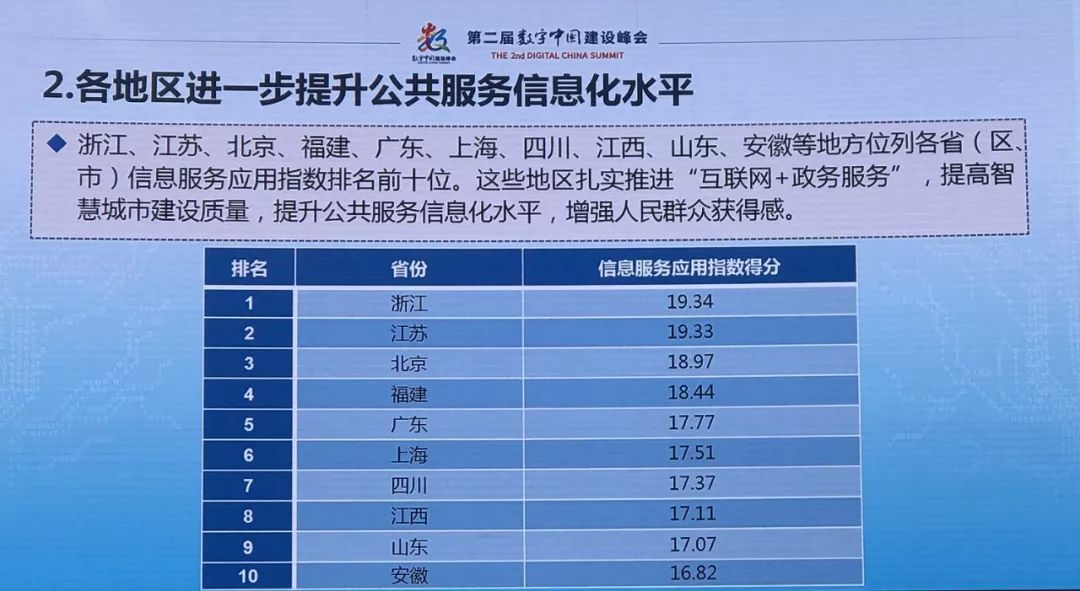 第二届数字中国建设峰会
数字中国建设峰会
THE 2nd DIGITAL CHINA SUMMIT
2.各地区进一步提升公共服务信息化水平
◆ 浙江、江苏、北京、福建、广东、上海、四川、江西、山东、安徽等地方位列各省（区、
市）信息服务应用指数排名前十位。这些地区扎实推进“互联网+政务服务”，提高智
慧城市建设质量，提升公共服务信息化水平，增强人民群众获得感。
排名 省份 信息服务应用指数得分
1 浙江 19.34
2 江苏 19.33
3 北京 18.97
4 福建 18.44
5 广东 17.77
6 上海 17.51
7 四川 17.37
8 江西 17.11
9 山东 17.07
10 安徽 16.82